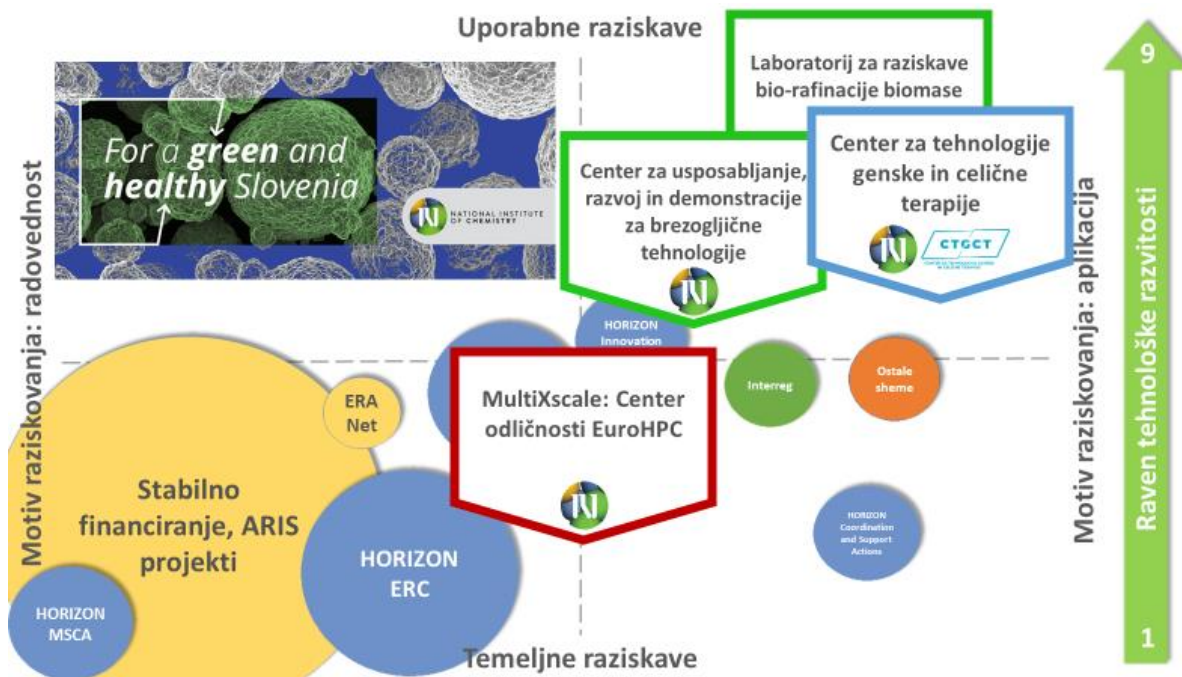 Uporabne raziskave
9
Laboratorij za raziskave
bio-rafinacije biomase
For a green and
healthy Slovenia
NATIONAL INSTITUTE
OF CHEMISTRY
Center za usposabljanje,
razvoj in demonstracije
za brezogljične
tehnologije
Center za tehnologije
genske in celične
terapije
CTGCT
Motiv raziskovanja: radovednost
Motiv raziskovanja: aplikacija
Raven tehnološke razvitosti
HORIZON
Innovation
ERA
Net
MultiXscale: Center
odličnosti EuroHPC
Interreg
Ostale
sheme
Stabilno
financiranje, ARIS
projekti
HORIZON
ERC
HORIZON
Coordination
and Support
Actions
HORIZON
MSCA
1
Temeljne raziskave